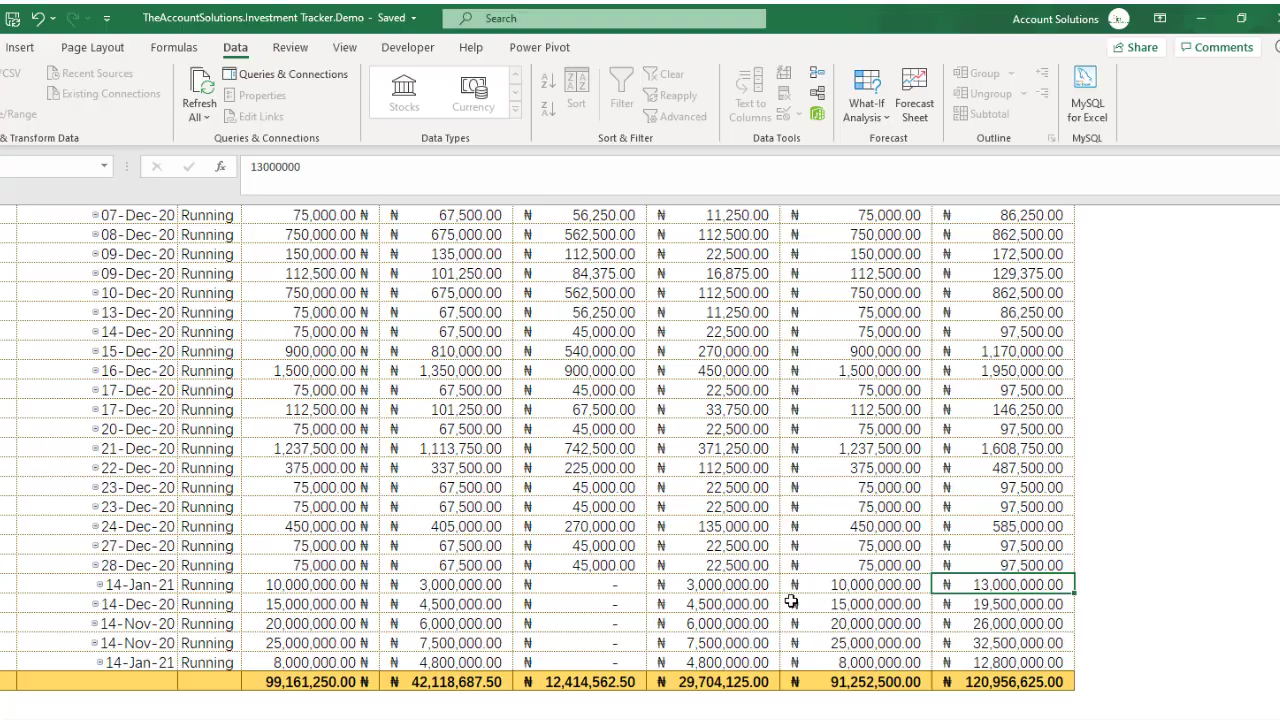 TheAccountSolutions.Investment Tracker.Demo - Saved
Search
Account Solutions
Insert Page Layout Formulas Data Review View Developer Help Power Pivot
Share Comments
/CSV Recent Sources
Existing Connections
/Range
& Transform Data
Refresh All
Queries & Connections
Properties
Edit Links
Queries & Connections
Stocks Currency
Data Types
Sort
Filter
Clear
Reapply
Advanced
Sort & Filter
Text to Columns
Data Tools
What-If Analysis
Forecast Sheet
Forecast
Group
Ungroup
Subtotal
Outline
MySQL for Excel
MySQL
fx 13000000
07-Dec-20 Running 75,000.00 ₦ ₦ 67,500.00 ₦ 56,250.00 ₦ 11,250.00 ₦ 75,000.00 ₦ 86,250.00
08-Dec-20 Running 750,000.00 ₦ ₦ 675,000.00 ₦ 562,500.00 ₦ 112,500.00 ₦ 750,000.00 ₦ 862,500.00
09-Dec-20 Running 150,000.00 ₦ ₦ 135,000.00 ₦ 112,500.00 ₦ 22,500.00 ₦ 150,000.00 ₦ 172,500.00
09-Dec-20 Running 112,500.00 ₦ ₦ 101,250.00 ₦ 84,375.00 ₦ 16,875.00 ₦ 112,500.00 ₦ 129,375.00
10-Dec-20 Running 750,000.00 ₦ ₦ 675,000.00 ₦ 562,500.00 ₦ 112,500.00 ₦ 750,000.00 ₦ 862,500.00
13-Dec-20 Running 75,000.00 ₦ ₦ 67,500.00 ₦ 56,250.00 ₦ 11,250.00 ₦ 75,000.00 ₦ 86,250.00
14-Dec-20 Running 75,000.00 ₦ ₦ 67,500.00 ₦ 45,000.00 ₦ 22,500.00 ₦ 75,000.00 ₦ 97,500.00
15-Dec-20 Running 900,000.00 ₦ ₦ 810,000.00 ₦ 540,000.00 ₦ 270,000.00 ₦ 900,000.00 ₦ 1,170,000.00
16-Dec-20 Running 1,500,000.00 ₦ ₦ 1,350,000.00 ₦ 900,000.00 ₦ 450,000.00 ₦ 1,500,000.00 ₦ 1,950,000.00
17-Dec-20 Running 75,000.00 ₦ ₦ 67,500.00 ₦ 45,000.00 ₦ 22,500.00 ₦ 75,000.00 ₦ 97,500.00
17-Dec-20 Running 112,500.00 ₦ ₦ 101,250.00 ₦ 67,500.00 ₦ 33,750.00 ₦ 112,500.00 ₦ 146,250.00
20-Dec-20 Running 75,000.00 ₦ ₦ 67,500.00 ₦ 45,000.00 ₦ 22,500.00 ₦ 75,000.00 ₦ 97,500.00
21-Dec-20 Running 1,237,500.00 ₦ ₦ 1,113,750.00 ₦ 742,500.00 ₦ 371,250.00 ₦ 1,237,500.00 ₦ 1,608,750.00
22-Dec-20 Running 375,000.00 ₦ ₦ 337,500.00 ₦ 225,000.00 ₦ 112,500.00 ₦ 375,000.00 ₦ 487,500.00
23-Dec-20 Running 75,000.00 ₦ ₦ 67,500.00 ₦ 45,000.00 ₦ 22,500.00 ₦ 75,000.00 ₦ 97,500.00
23-Dec-20 Running 75,000.00 ₦ ₦ 67,500.00 ₦ 45,000.00 ₦ 22,500.00 ₦ 75,000.00 ₦ 97,500.00
24-Dec-20 Running 450,000.00 ₦ ₦ 405,000.00 ₦ 270,000.00 ₦ 135,000.00 ₦ 450,000.00 ₦ 585,000.00
27-Dec-20 Running 75,000.00 ₦ ₦ 67,500.00 ₦ 45,000.00 ₦ 22,500.00 ₦ 75,000.00 ₦ 97,500.00
28-Dec-20 Running 75,000.00 ₦ ₦ 67,500.00 ₦ 45,000.00 ₦ 22,500.00 ₦ 75,000.00 ₦ 97,500.00
14-Jan-21 Running 10,000,000.00 ₦ ₦ 3,000,000.00 ₦ - ₦ 3,000,000.00 ₦ 10,000,000.00 ₦ 13,000,000.00
14-Dec-20 Running 15,000,000.00 ₦ ₦ 4,500,000.00 ₦ - ₦ 4,500,000.00 ₦ 15,000,000.00 ₦ 19,500,000.00
14-Nov-20 Running 20,000,000.00 ₦ ₦ 6,000,000.00 ₦ - ₦ 6,000,000.00 ₦ 20,000,000.00 ₦ 26,000,000.00
14-Nov-20 Running 25,000,000.00 ₦ ₦ 7,500,000.00 ₦ - ₦ 7,500,000.00 ₦ 25,000,000.00 ₦ 32,500,000.00
14-Jan-21 Running 8,000,000.00 ₦ ₦ 4,800,000.00 ₦ - ₦ 4,800,000.00 ₦ 8,000,000.00 ₦ 12,800,000.00
99,161,250.00 ₦ ₦ 42,118,687.50 ₦ 12,414,562.50 ₦ 29,704,125.00 ₦ 91,252,500.00 ₦ 120,956,625.00